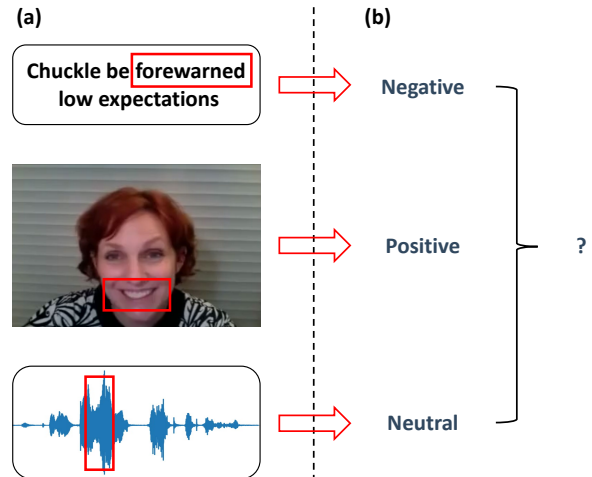 (a)
(b)
Chuckle be forewarned
low expectations
Negative
Positive
?
Neutral